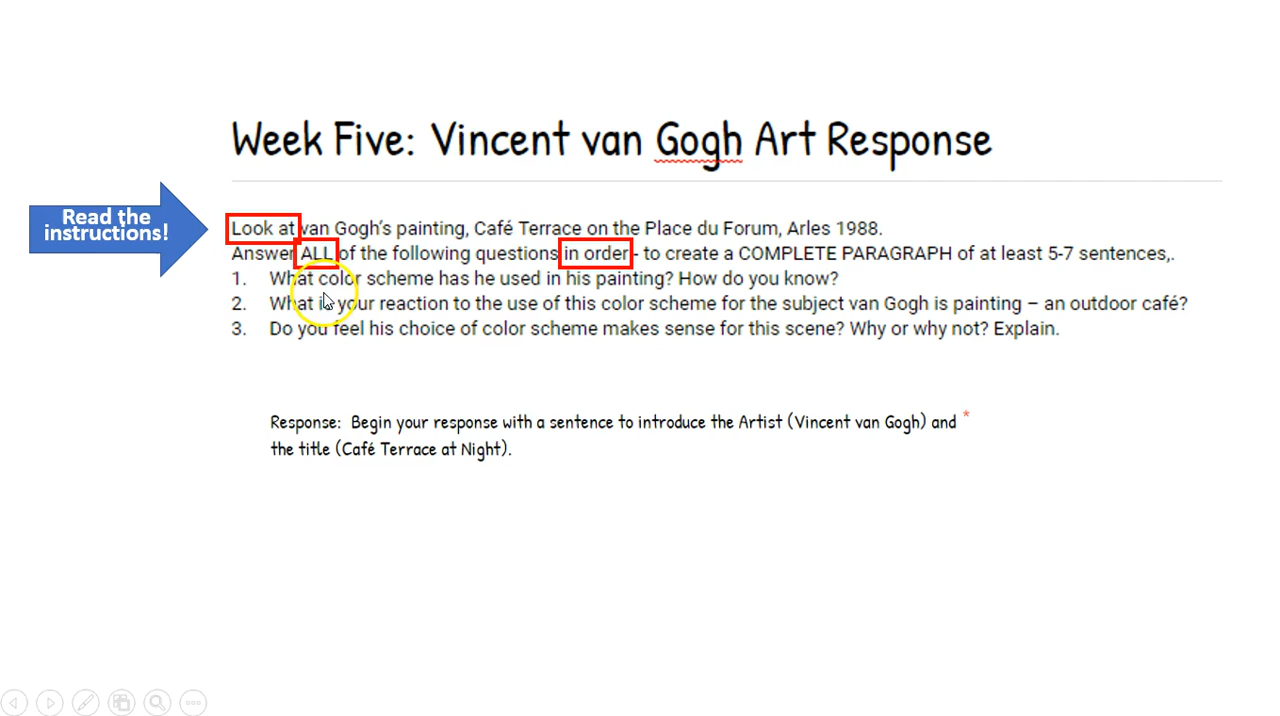 Week Five: Vincent van Gogh Art Response
Read the
instructions!
Look at van Gogh's painting, Café Terrace on the Place du Forum, Arles 1988.
Answer ALL of the following questions in order - to create a COMPLETE PARAGRAPH of at least 5-7 sentences,.
1. What color scheme has he used in his painting? How do you know?
2. What is your reaction to the use of this color scheme for the subject van Gogh is painting – an outdoor café?
3. Do you feel his choice of color scheme makes sense for this scene? Why or why not? Explain.
Response: Begin your response with a sentence to introduce the Artist (Vincent van Gogh) and *
the title (Café Terrace at Night).